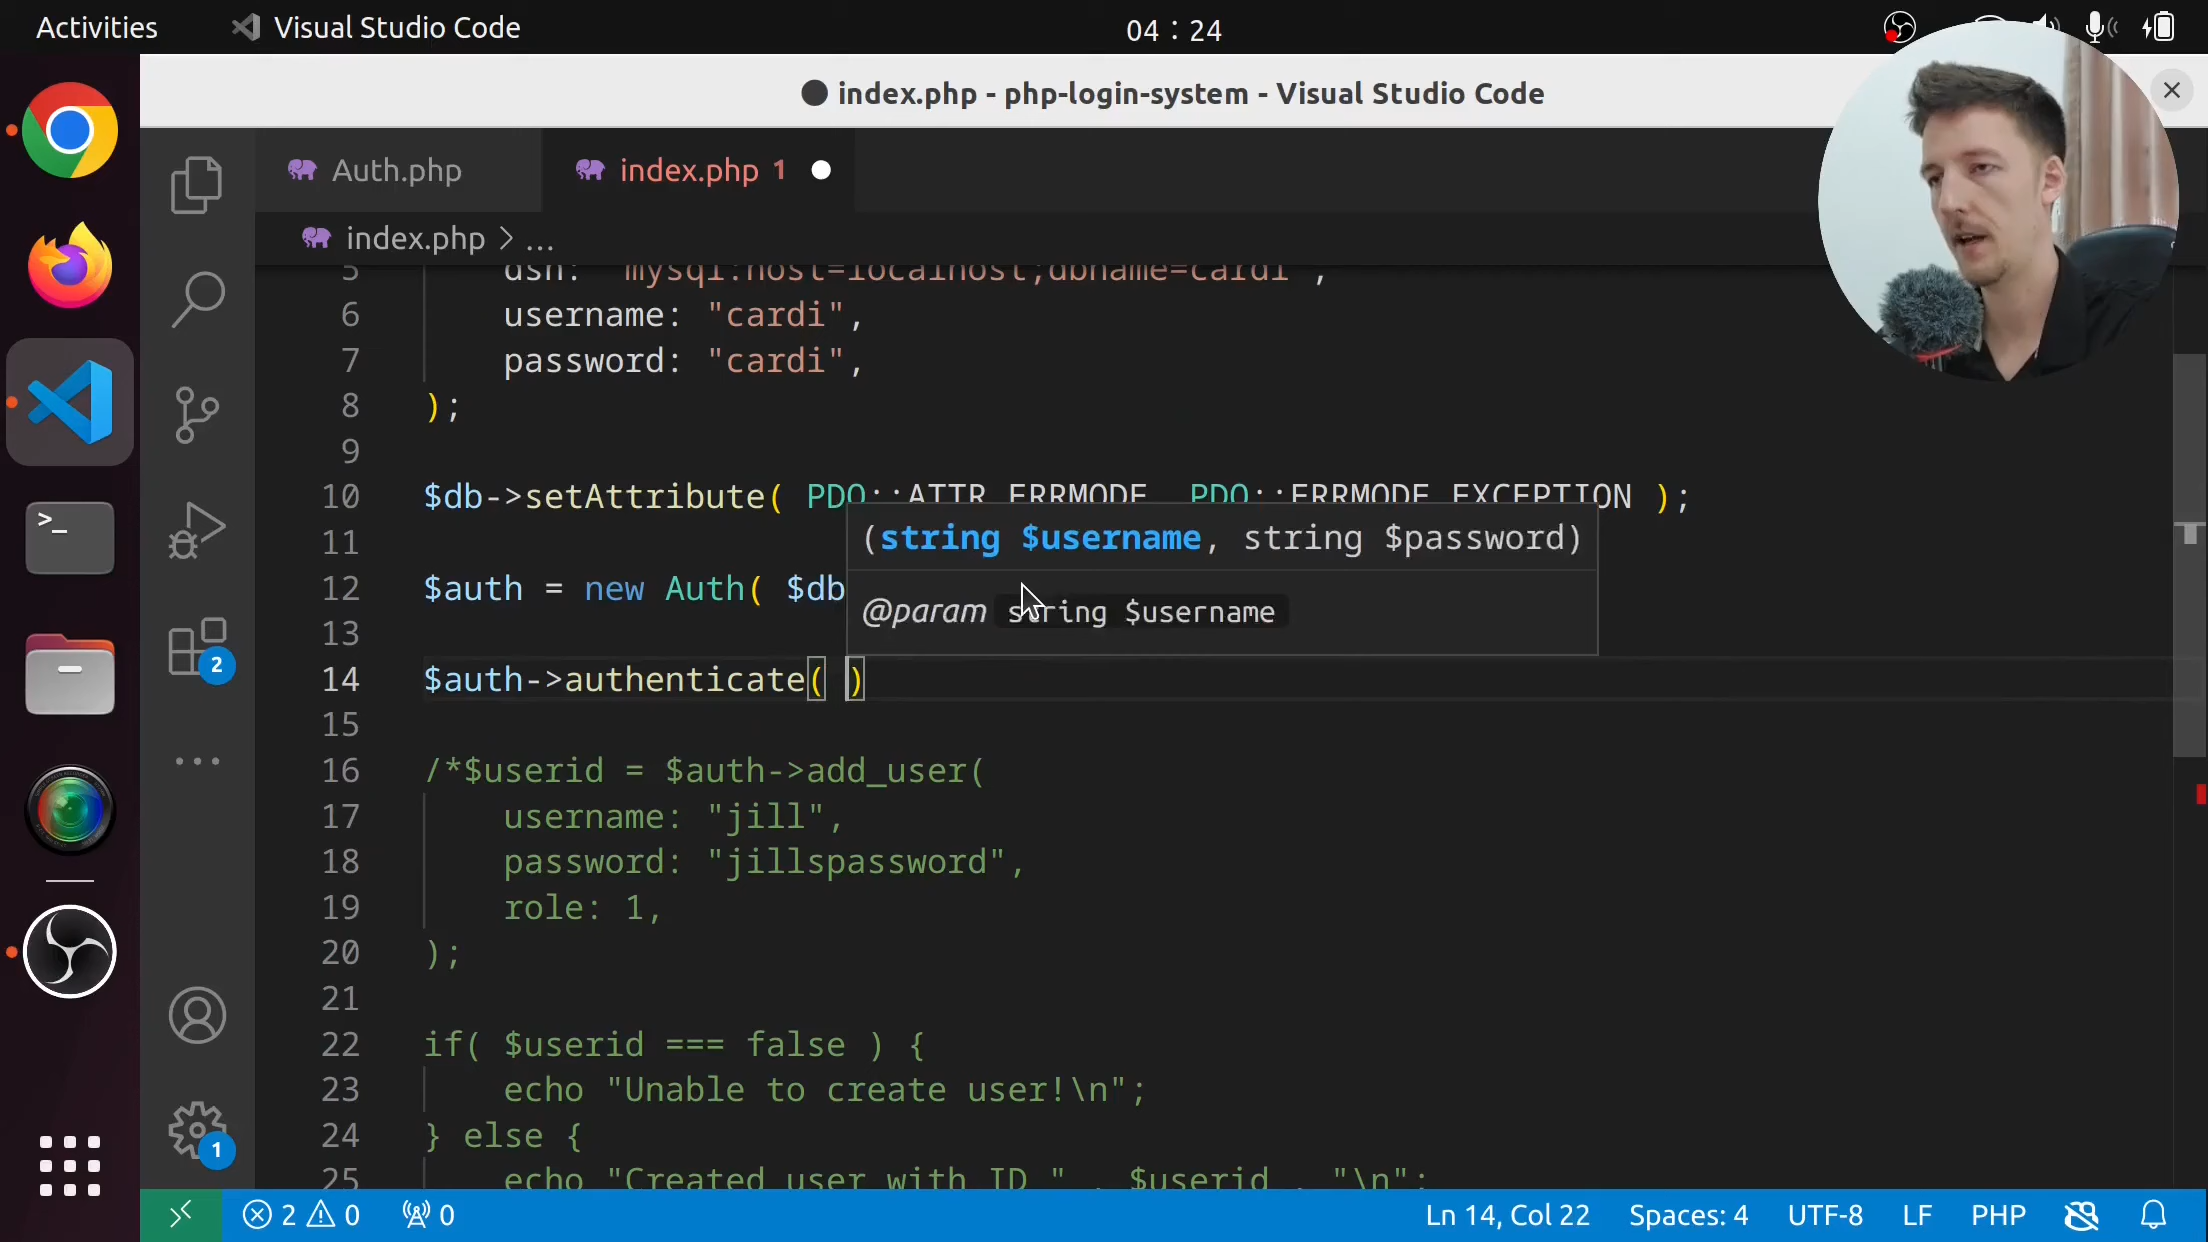 Activities
Visual Studio Code
04 : 24
index.php - php-login-system - Visual Studio Code
Auth.php
index.php 1
index.php > ...
5 dsn: "mysql:host=localhost;dbname=cardi",
6 username: "cardi",
7 password: "cardi",
8 );
9
10 $db->setAttribute( PDO::ATTR_ERRMODE, PDO::ERRMODE_EXCEPTION );
11
(string $username, string $password)
12 $auth = new Auth( $db
@param string $username
13
14 $auth->authenticate( )
15
16 /*$userid = $auth->add_user(
17 username: "jill",
18 password: "jillspassword",
19 role: 1,
20 );
21
22 if( $userid === false ) {
23 echo "Unable to create user!\n";
24 } else {
25 echo "Created user with ID " . $userid . "\n";
2
1
2 0
0
Ln 14, Col 22
Spaces: 4
UTF-8
LF
PHP